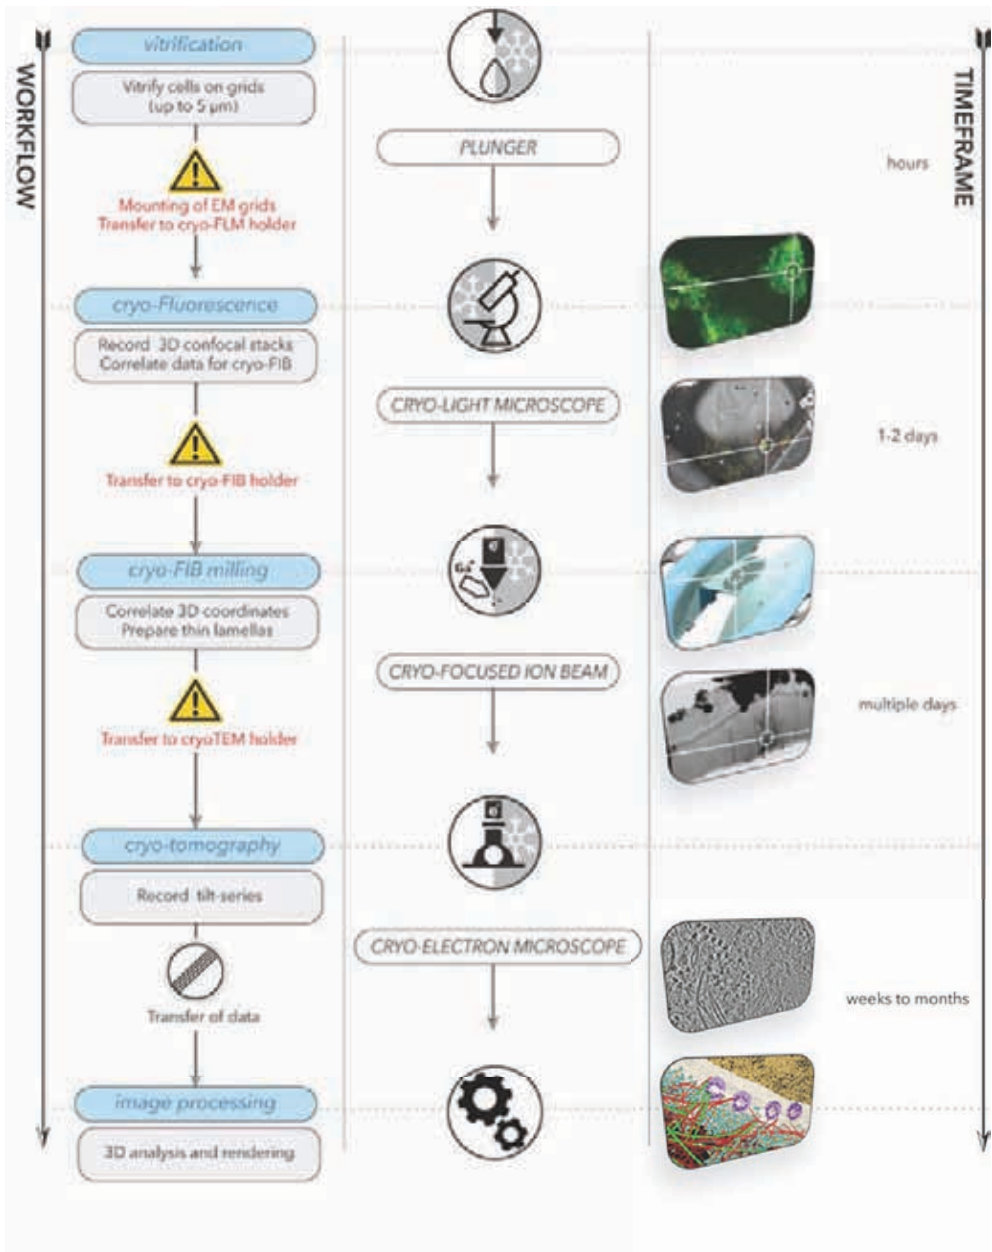 WORKFLOW
vitrification
Vitrify cells on grids
(up to 5 µm)
Mounting of EM grids
Transfer to cryo-FLM holder
cryo-Fluorescence
Record 3D confocal stacks
Correlate data for cryo-FIB
Transfer to cryo-FIB holder
cryo-FIB milling
Correlate 3D coordinates
Prepare thin lamellas
Transfer to cryoTEM holder
cryo-tomography
Record tilt-series
Transfer of data
image processing
3D analysis and rendering
PLUNGER
CRYO-LIGHT MICROSCOPE
CRYO-FOCUSED ION BEAM
CRYO-ELECTRON MICROSCOPE
TIMEFRAME
hours
1-2 days
multiple days
weeks to months